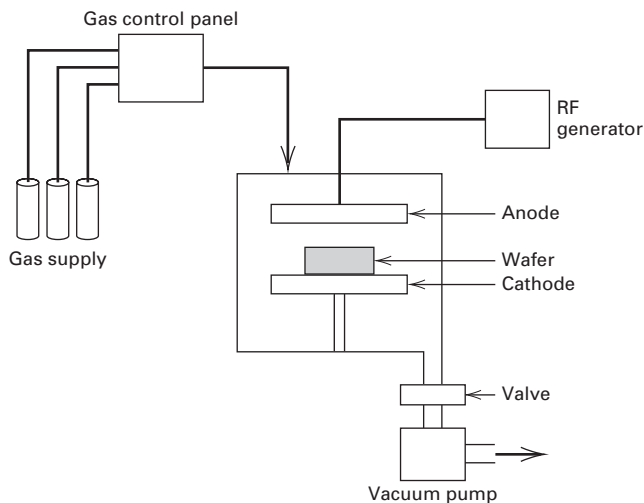 Gas control panel
RF
generator
Anode
Wafer
Gas supply
Cathode
Valve
Vacuum pump